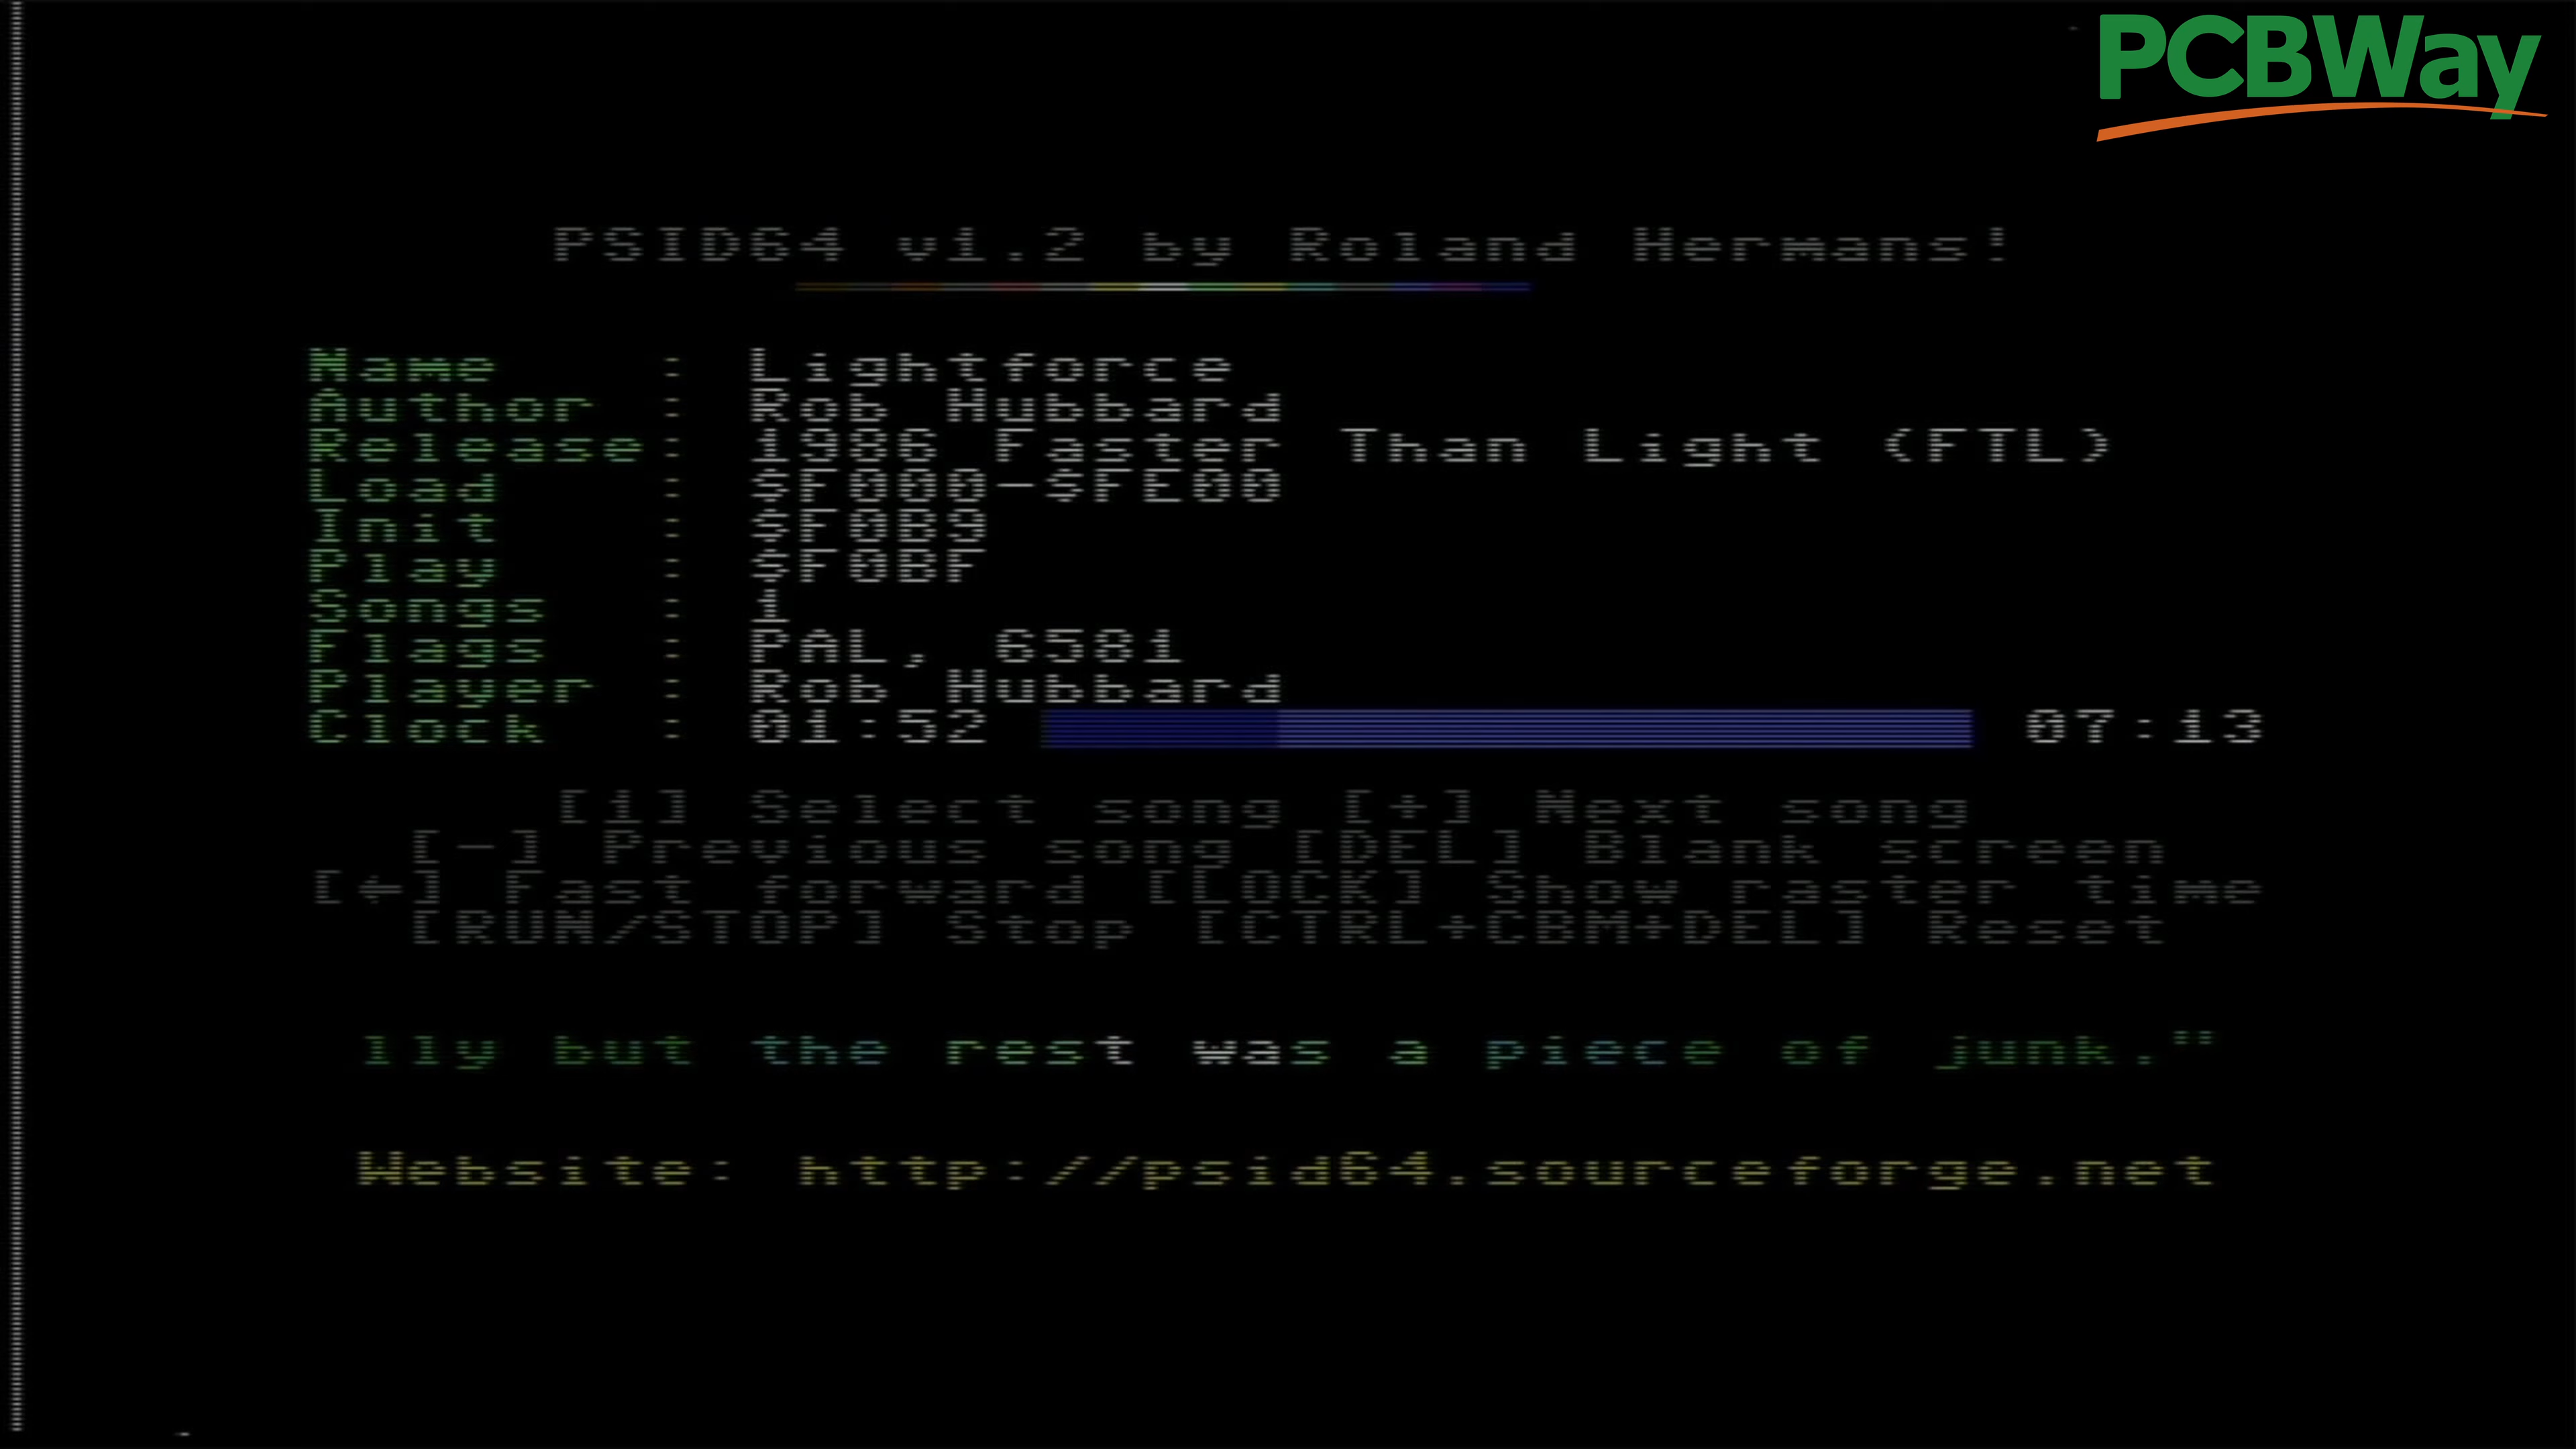 PCBWay
PSID64 v1.2 by Roland Hermans!
Name : Lightforce
Author : Rob Hubbard
Release : 1986 Faster Than Light (FTL)
Load : $F000-$FE00
Init : $F0B9
Play : $F0BF
Songs : 1
Flags : PAL, 6581
Player : Rob Hubbard
Clock : 01:52 07:13
[1] Select song [+] Next song
[-] Previous song [DEL] Blank screen
[←] Fast forward [LOCK] Show raster time
[RUN/STOP] Stop [CTRL+CBM+DEL] Reset
lly but the rest was a piece of junk."
Website: http://psid64.sourceforge.net